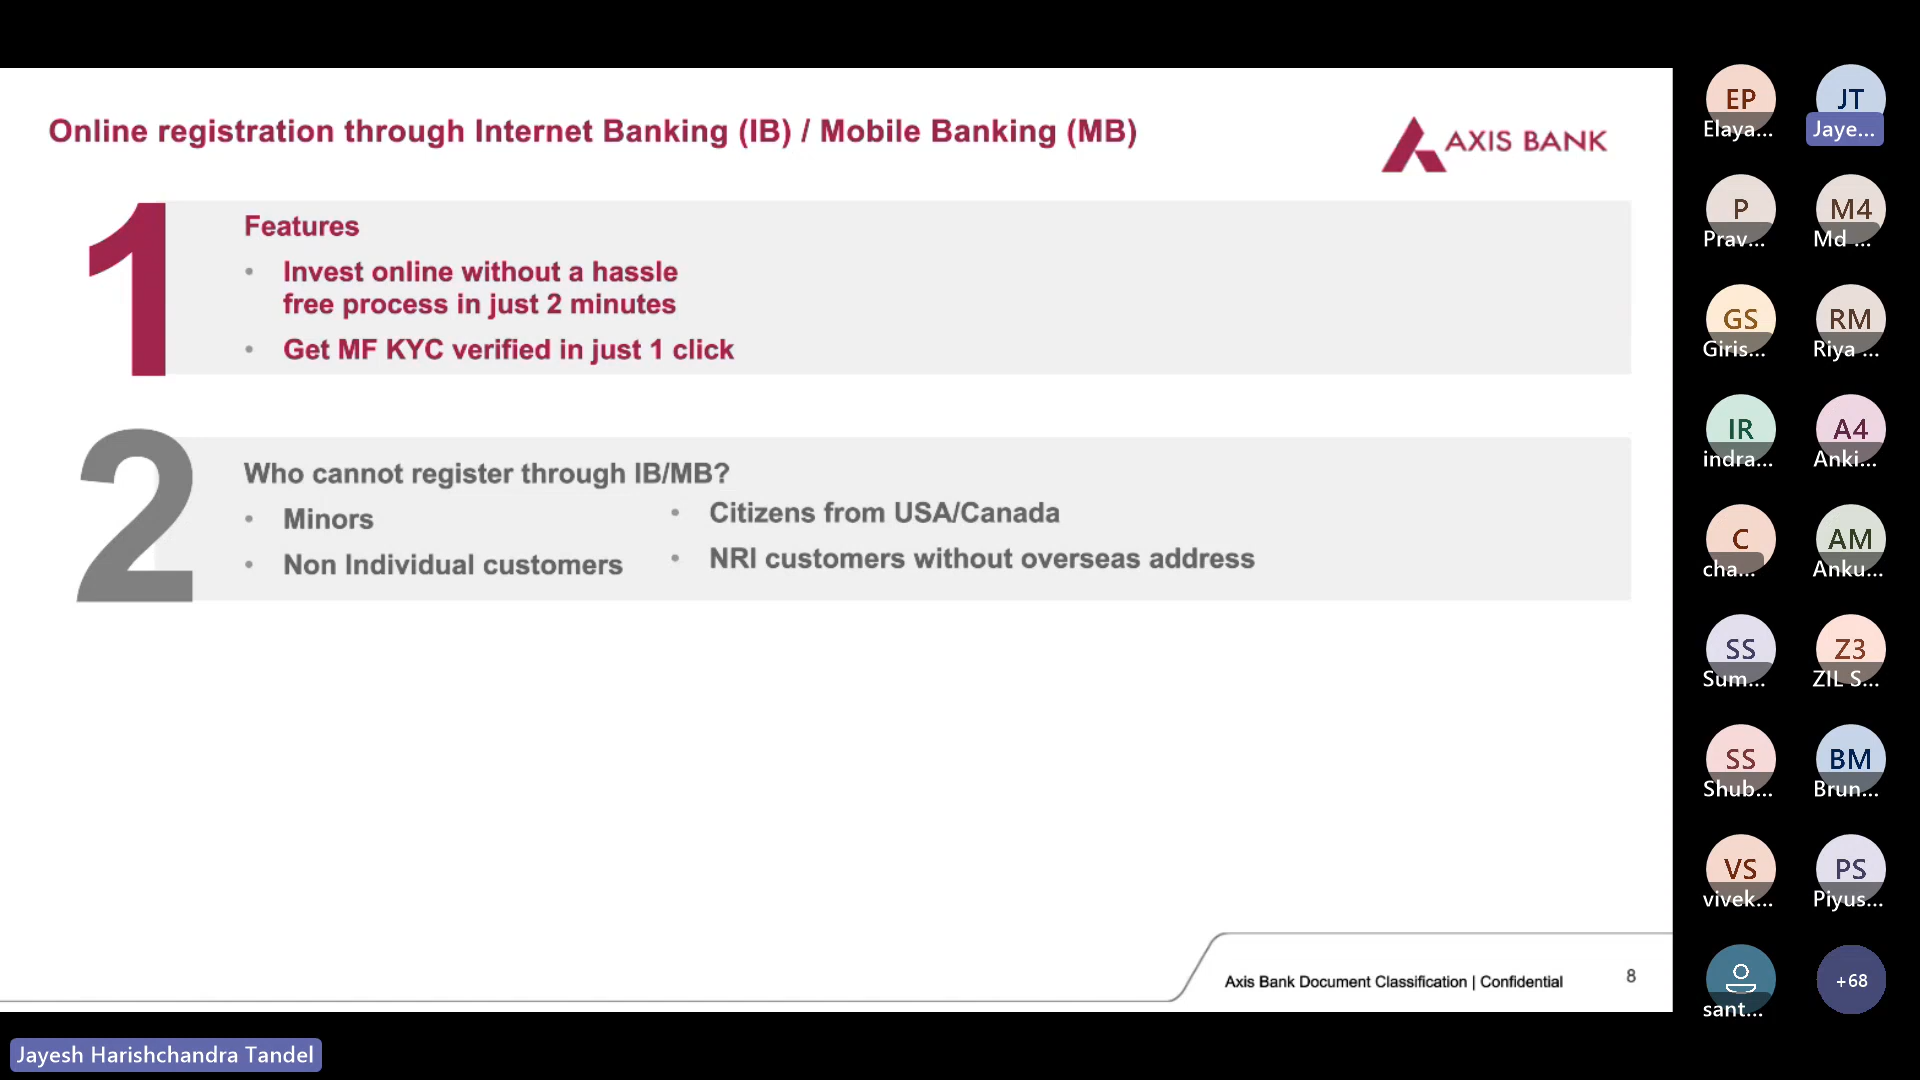 Online registration through Internet Banking (IB) / Mobile Banking (MB)
AXIS BANK
1
Features
• Invest online without a hassle
free process in just 2 minutes
• Get MF KYC verified in just 1 click
2
Who cannot register through IB/MB?
• Minors
• Non Individual customers
• Citizens from USA/Canada
• NRI customers without overseas address
Axis Bank Document Classification | Confidential
8
Jayesh Harishchandra Tandel
EP
Elaya...
JT
Jaye...
P
Prav...
M4
Md ...
GS
Giris...
RM
Riya ...
IR
indra...
A4
Anki...
C
cha...
AM
Anku...
SS
Sum...
Z3
ZIL S...
SS
Shub...
BM
Brun...
VS
vivek...
PS
Piyus...
sant...
+68